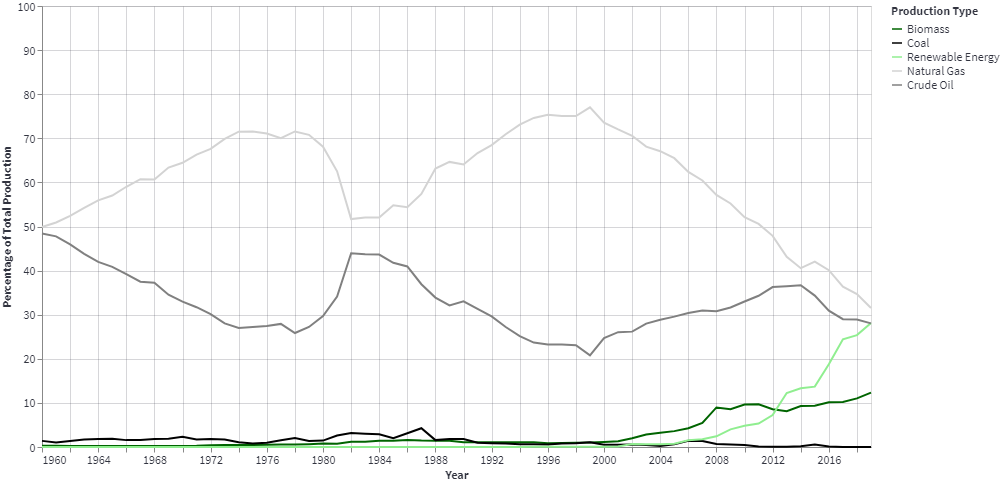 100
90
80
70
60
50
40
30
20
10
0
Percentage of Total Production
1960 1964 1968 1972 1976 1980 1984 1988 1992 1996 2000 2004 2008 2012 2016
Year
Production Type
Biomass
Coal
Renewable Energy
Natural Gas
Crude Oil